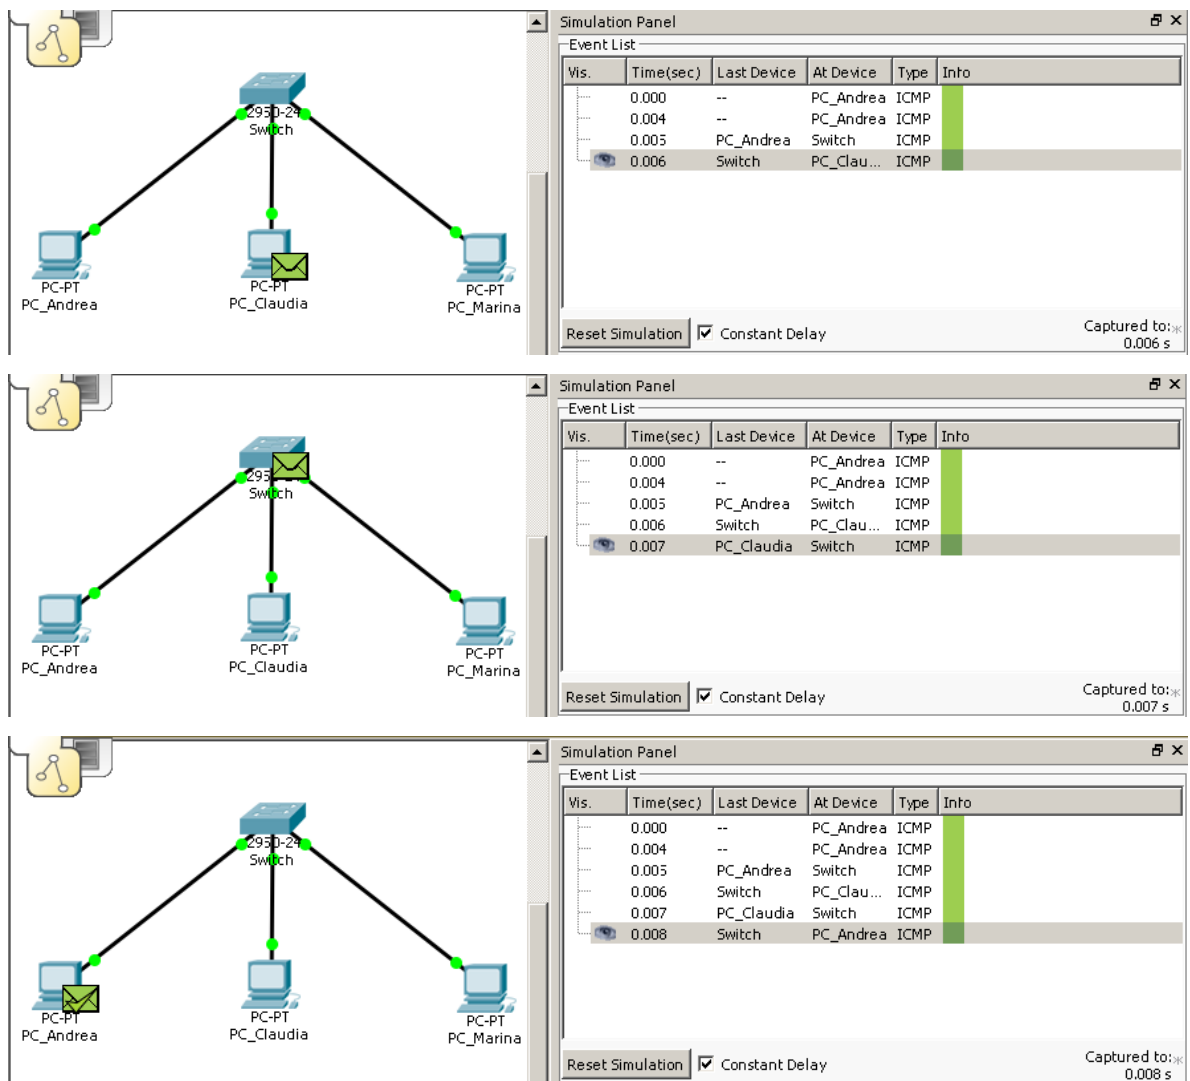 Simulation Panel
Event List
Vis. Time(sec) Last Device At Device Type Info
0.000 -- PC_Andrea ICMP
0.004 -- PC_Andrea ICMP
0.005 PC_Andrea Switch ICMP
0.006 Switch PC_Clau... ICMP
2950-24
Switch
PC-PT
PC_Andrea
PC-PT
PC_Claudia
PC-PT
PC_Marina
Reset Simulation Constant Delay
Captured to:
0.006 s
Simulation Panel
Event List
Vis. Time(sec) Last Device At Device Type Info
0.000 -- PC_Andrea ICMP
0.004 -- PC_Andrea ICMP
0.005 PC_Andrea Switch ICMP
0.006 Switch PC_Clau... ICMP
0.007 PC_Claudia Switch ICMP
Switch
PC-PT
PC_Andrea
PC-PT
PC_Claudia
PC-PT
PC_Marina
Reset Simulation Constant Delay
Captured to:
0.007 s
Simulation Panel
Event List
Vis. Time(sec) Last Device At Device Type Info
0.000 -- PC_Andrea ICMP
0.004 -- PC_Andrea ICMP
0.005 PC_Andrea Switch ICMP
0.006 Switch PC_Clau... ICMP
0.007 PC_Claudia Switch ICMP
0.008 Switch PC_Andrea ICMP
2950-24
Switch
PC-PT
PC_Andrea
PC-PT
PC_Claudia
PC-PT
PC_Marina
Reset Simulation Constant Delay
Captured to:
0.008 s